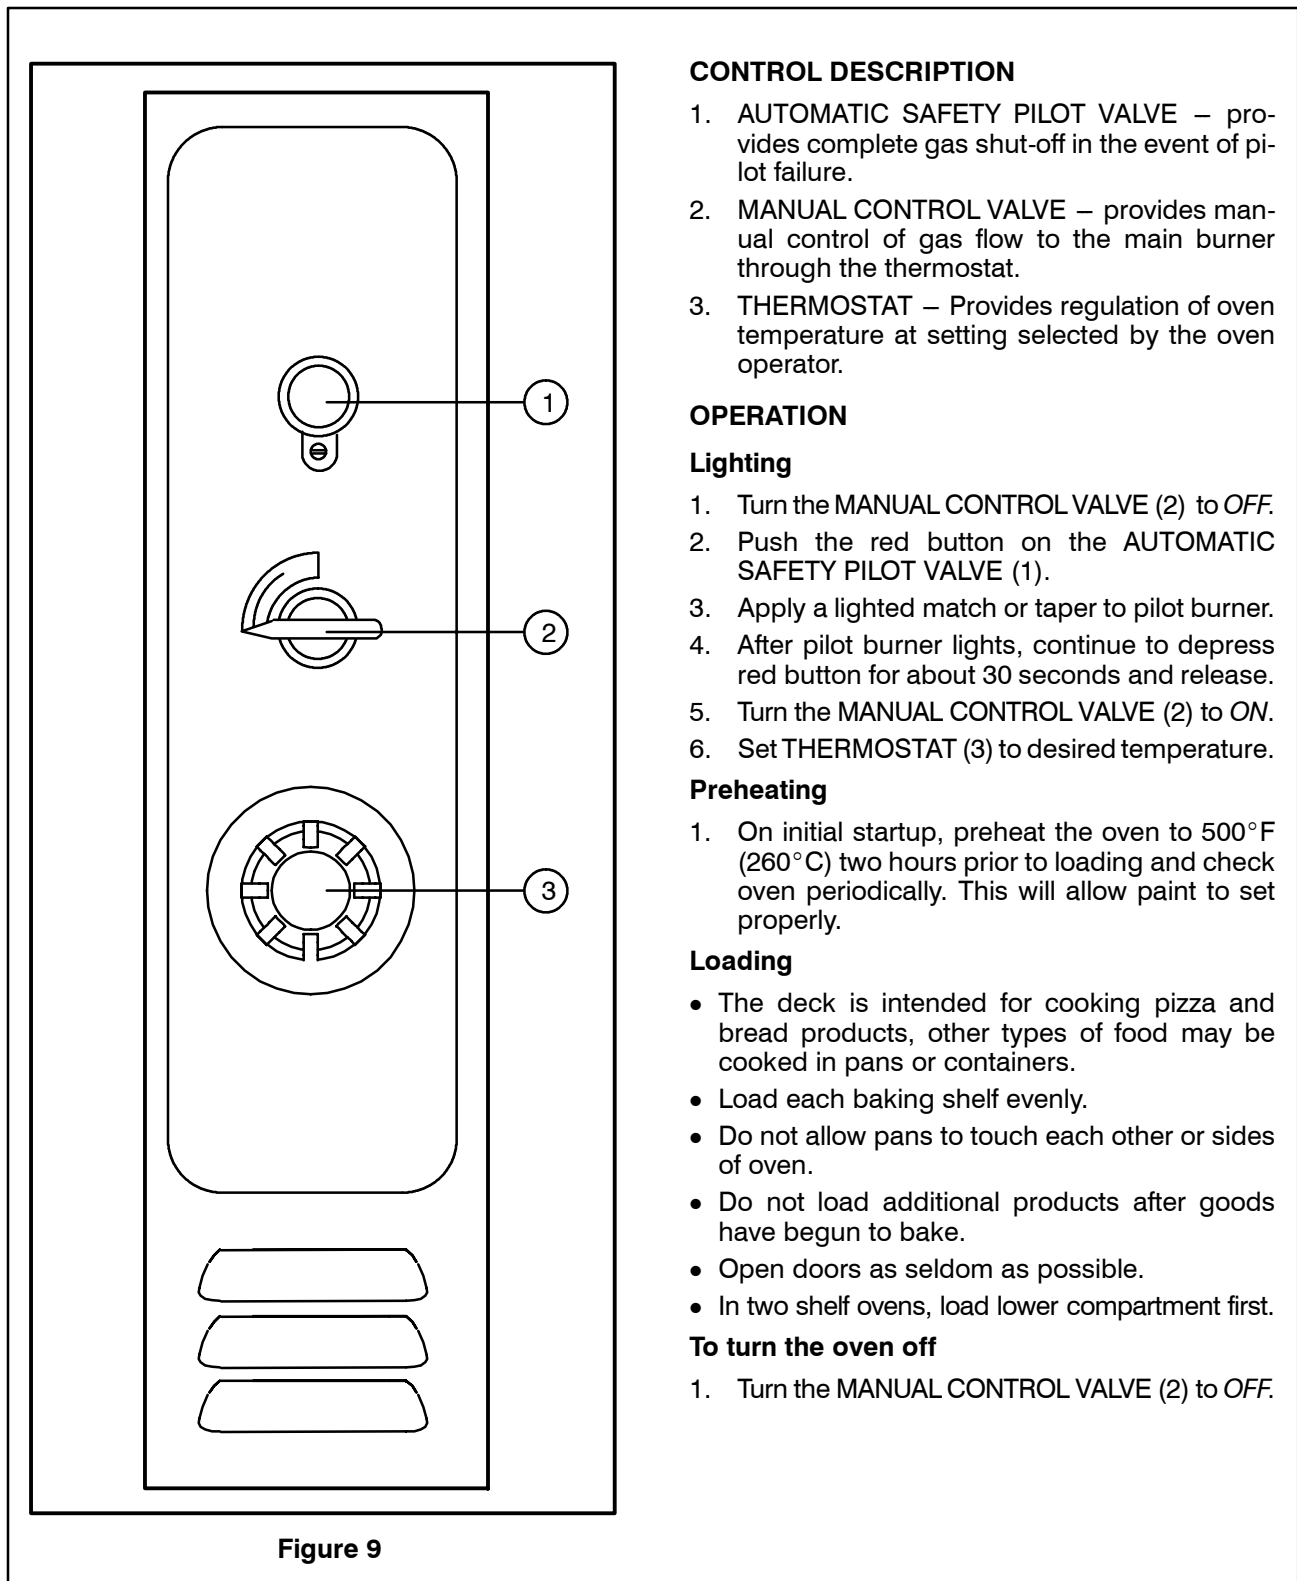 1
2
3
Figure 9
CONTROL DESCRIPTION
1. AUTOMATIC SAFETY PILOT VALVE – pro-
vides complete gas shut-off in the event of pi-
lot failure.
2. MANUAL CONTROL VALVE – provides man-
ual control of gas flow to the main burner
through the thermostat.
3. THERMOSTAT – Provides regulation of oven
temperature at setting selected by the oven
operator.
OPERATION
Lighting
1. Turn the MANUAL CONTROL VALVE (2) to OFF.
2. Push the red button on the AUTOMATIC
SAFETY PILOT VALVE (1).
3. Apply a lighted match or taper to pilot burner.
4. After pilot burner lights, continue to depress
red button for about 30 seconds and release.
5. Turn the MANUAL CONTROL VALVE (2) to ON.
6. Set THERMOSTAT (3) to desired temperature.
Preheating
1. On initial startup, preheat the oven to 500°F
(260°C) two hours prior to loading and check
oven periodically. This will allow paint to set
properly.
Loading
• The deck is intended for cooking pizza and
bread products, other types of food may be
cooked in pans or containers.
• Load each baking shelf evenly.
• Do not allow pans to touch each other or sides
of oven.
• Do not load additional products after goods
have begun to bake.
• Open doors as seldom as possible.
• In two shelf ovens, load lower compartment first.
To turn the oven off
1. Turn the MANUAL CONTROL VALVE (2) to OFF.